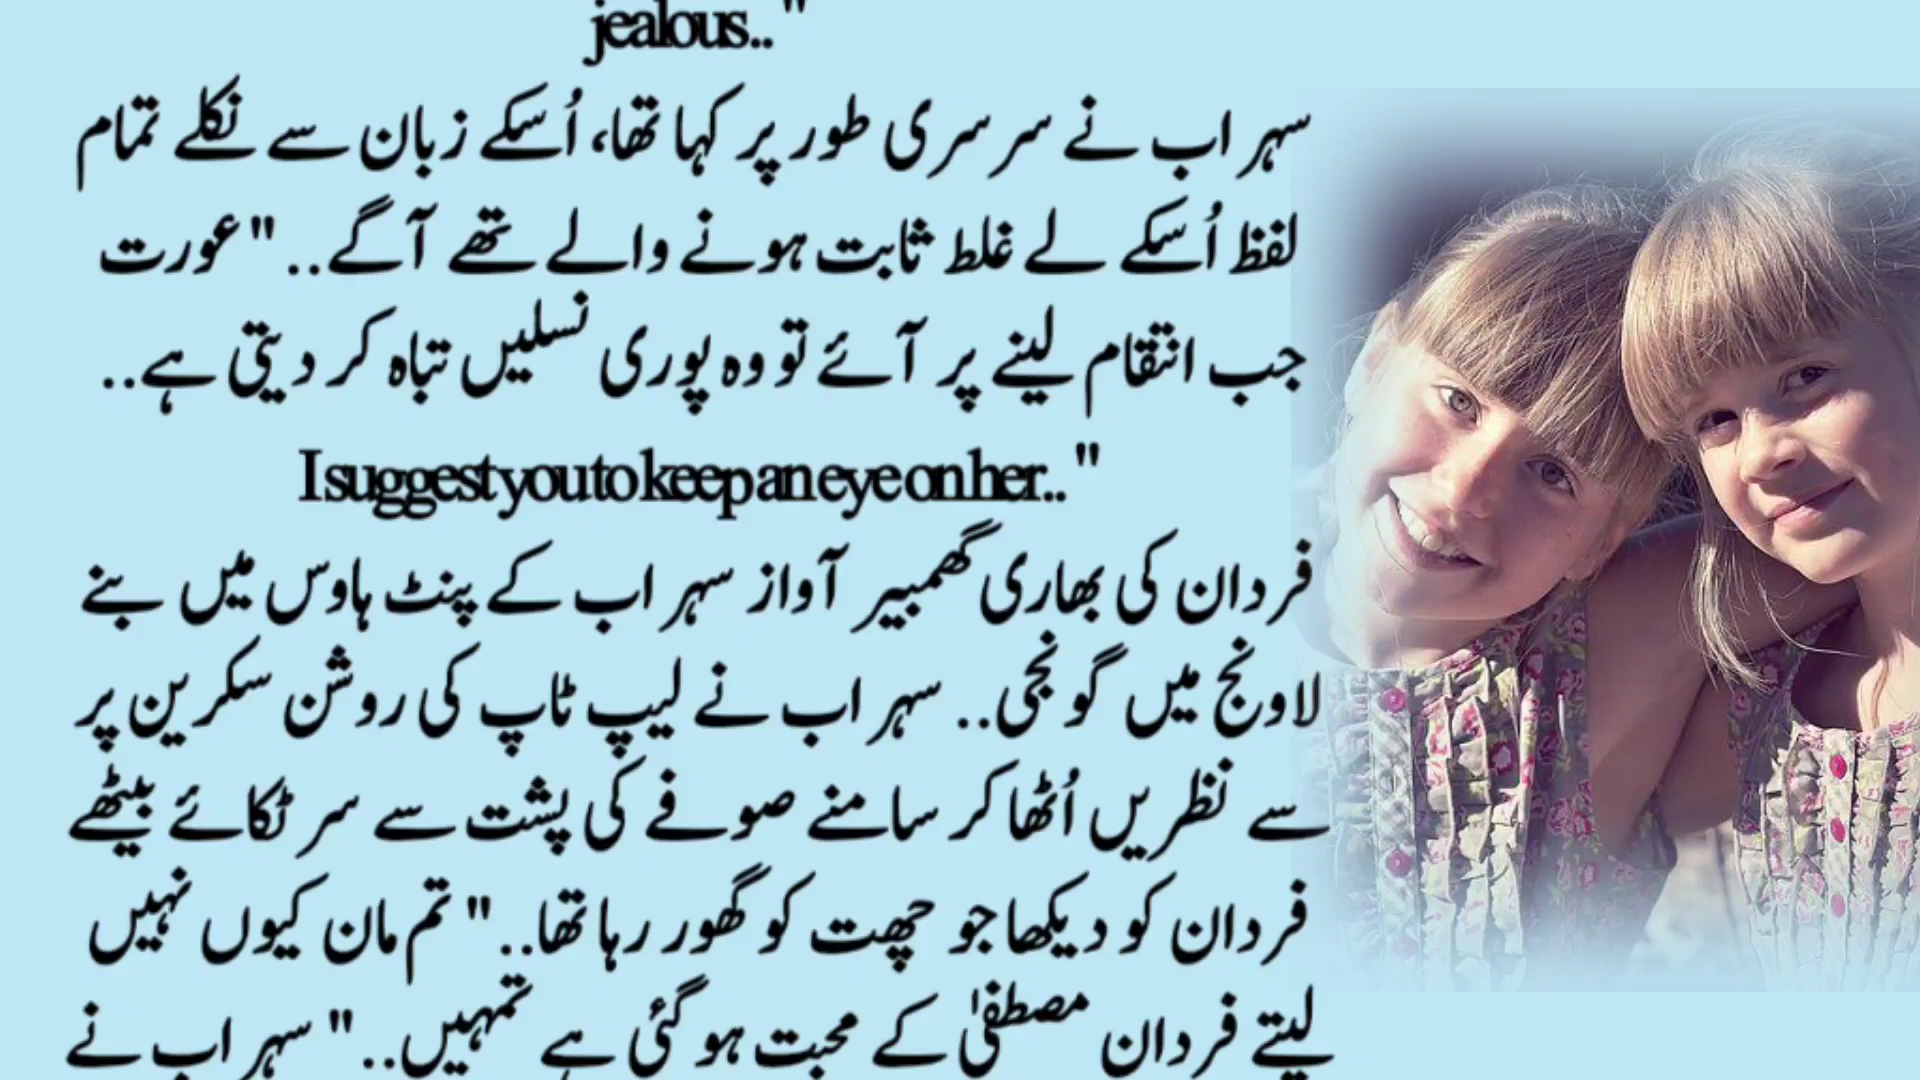 jealous.. "
سہراب نے سرسری طور پر کہا تھا، اُسکے زبان سے نکلے تمام
لفظ اُسکے لے غلط ثابت ہونے والے تھے آگے.. "عورت
جب انتقام لینے پر آئے تو وہ پوری نسلیں تباہ کر دیتی ہے..
I suggest you to keep an eye on her.. "
فردان کی بھاری گھمبیر آواز سہراب کے پنٹ ہاوس میں بنے
لاونج میں گونجی.. سہراب نے لیپ ٹاپ کی روشن سکرین پر
سے نظریں اُٹھا کر سامنے صوفے کی پشت سے سر ٹکائے بیٹھے
فردان کو دیکھا جو چھت کو گھور رہا تھا.. " تم مان کیوں نہیں
لیتے فردان مصطفیٰ کے محبت ہو گئی ہے تمہیں.. " سہراب نے